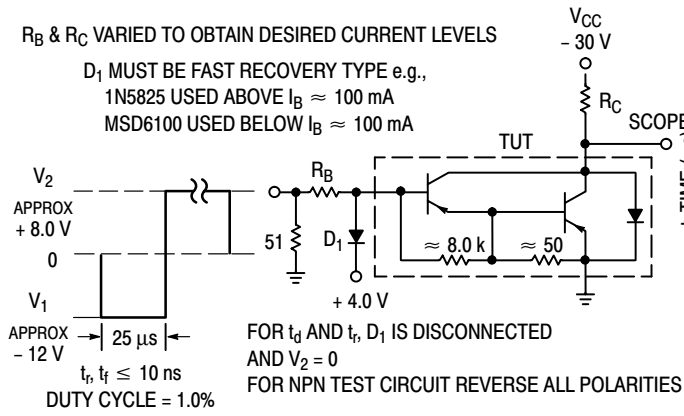 R_B & R_C VARIED TO OBTAIN DESIRED CURRENT LEVELS
D_1 MUST BE FAST RECOVERY TYPE e.g.,
1N5825 USED ABOVE I_B ≈ 100 mA
MSD6100 USED BELOW I_B ≈ 100 mA
V_CC
– 30 V
R_C
SCOPE
TUT
R_B
V_2
APPROX
+ 8.0 V
51
D_1
≈ 8.0 k
≈ 50
0
+ 4.0 V
V_1
APPROX
– 12 V
25 μs
t_r, t_f ≤ 10 ns
DUTY CYCLE = 1.0%
FOR t_d AND t_r, D_1 IS DISCONNECTED
AND V_2 = 0
FOR NPN TEST CIRCUIT REVERSE ALL POLARITIES
TIME